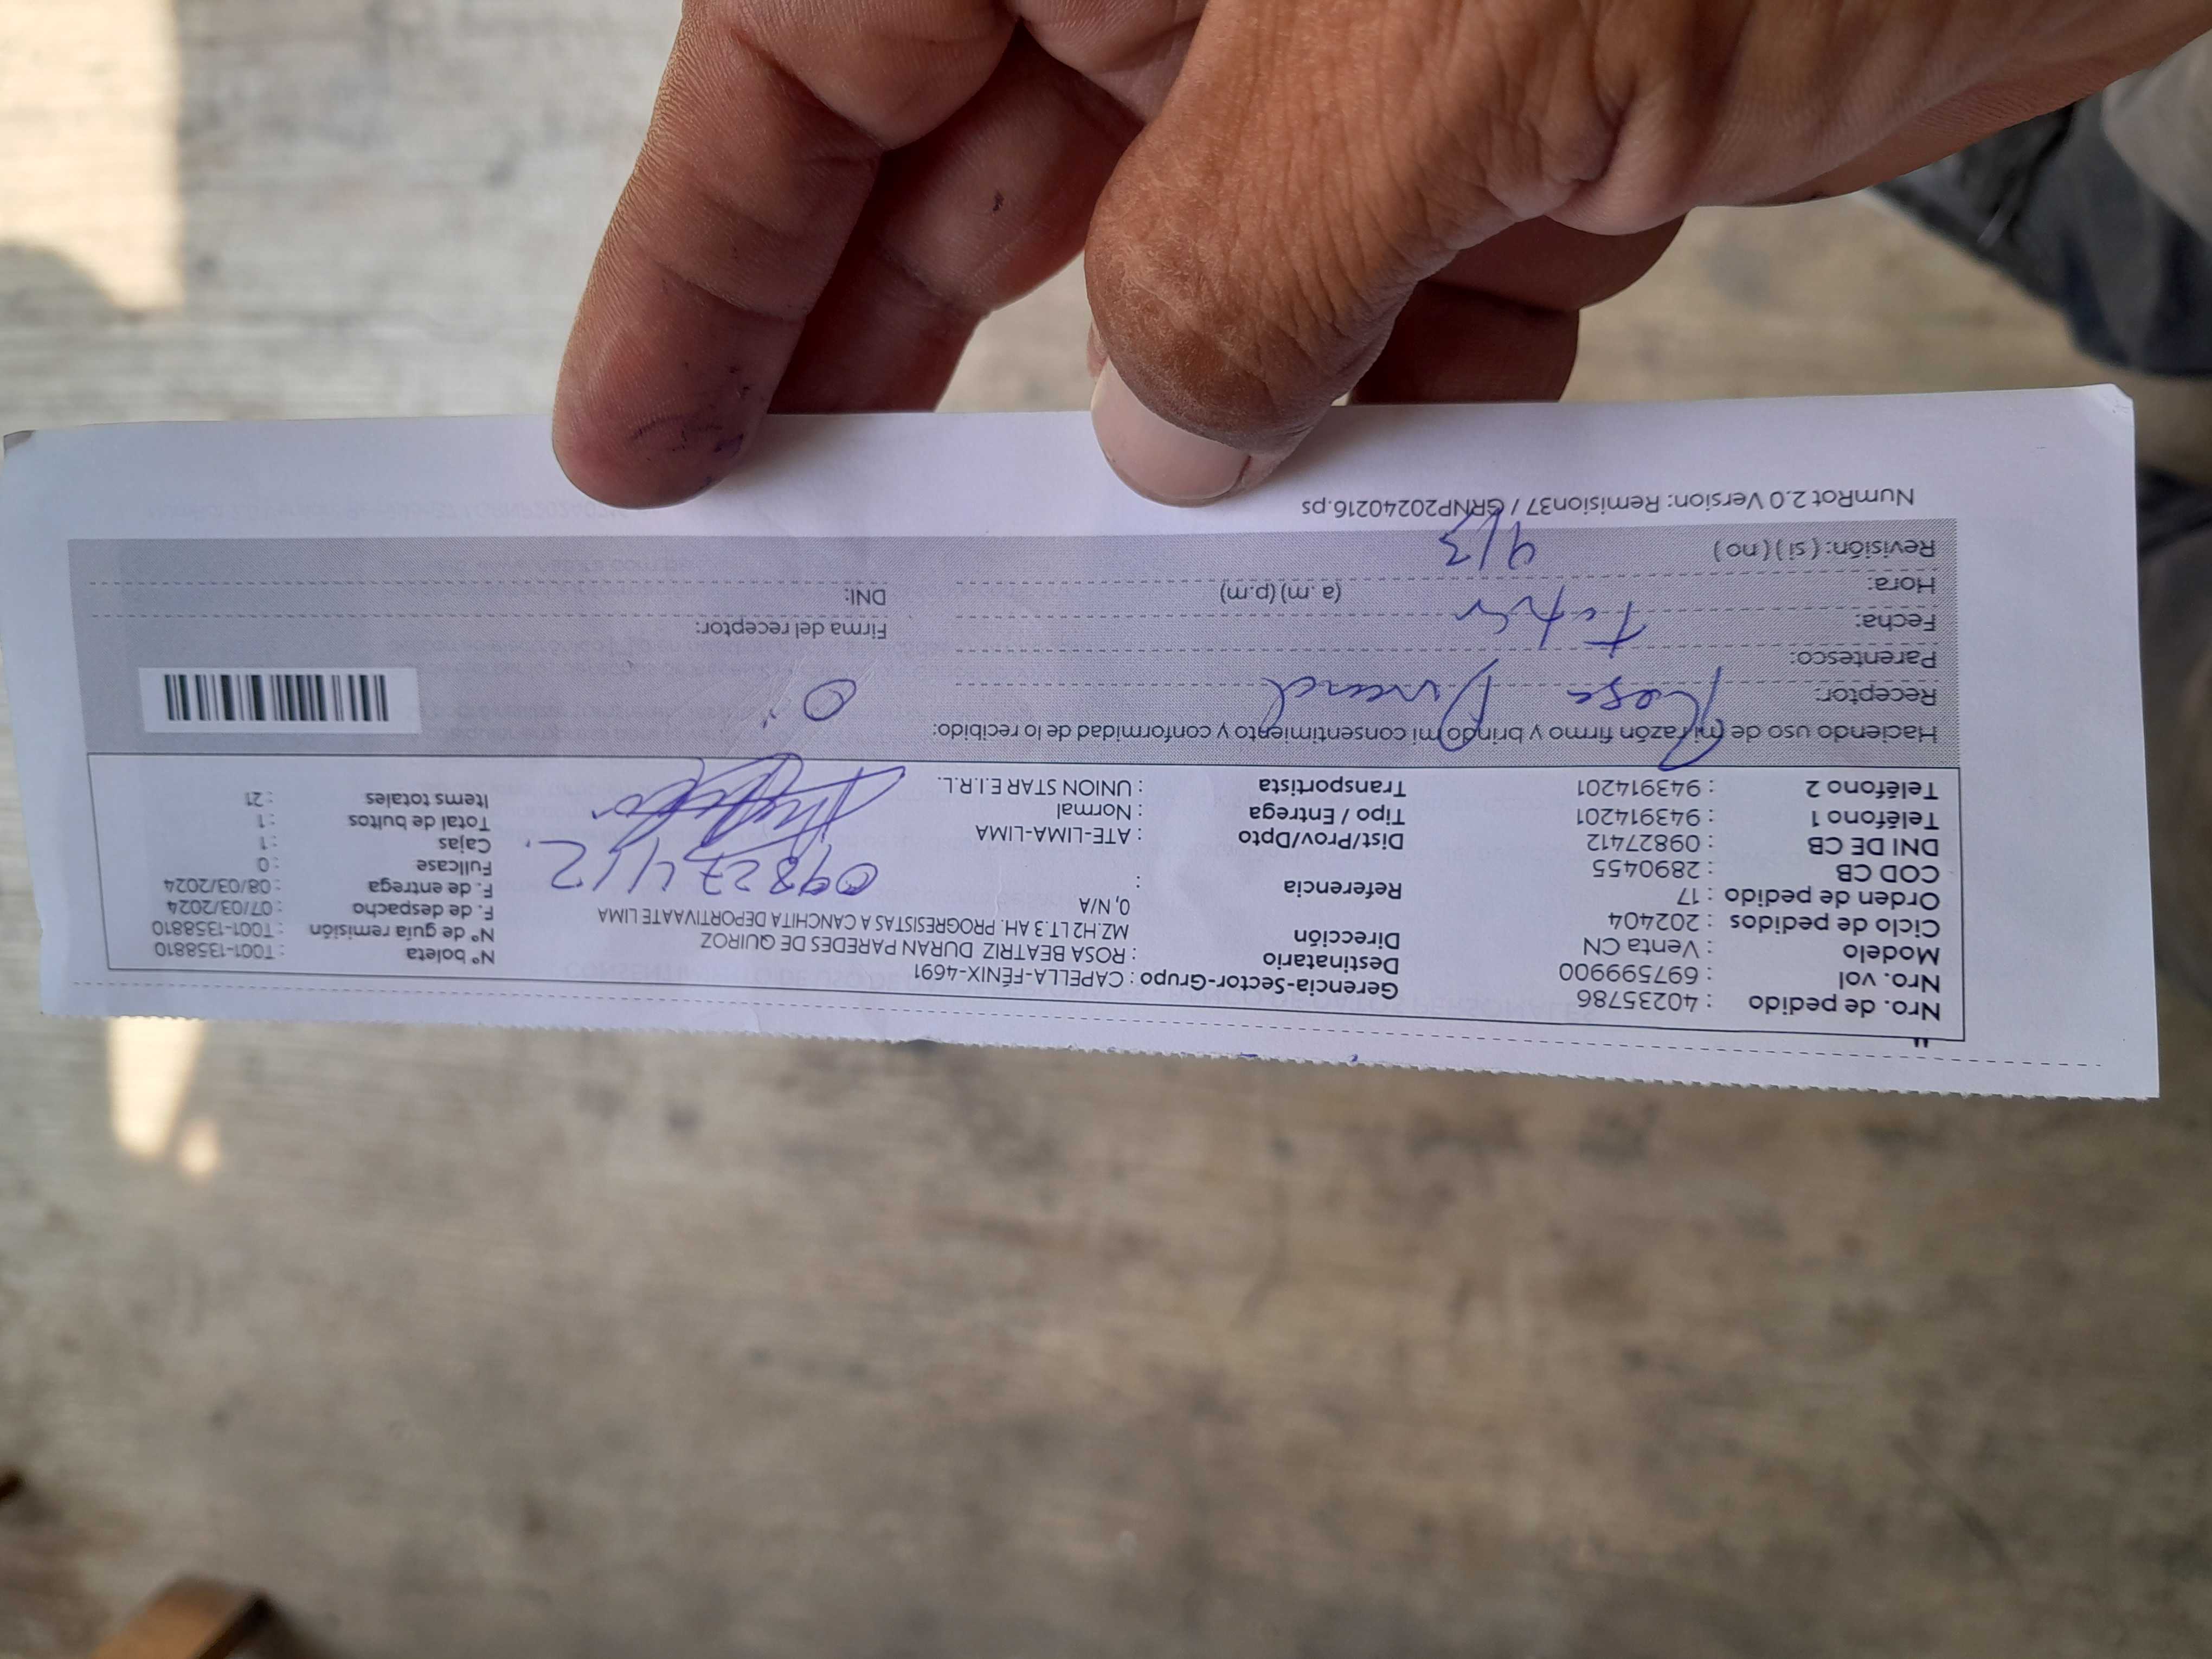 Nro. de pedido : 40235786
Nro. vol : 697599900
Modelo : Venta CN
Ciclo de pedidos : 202404
Orden de pedido : 17
COD CB : 2890455
DNI DE CB : 09827412
Teléfono 1 : 943914201
Teléfono 2 : 943914201
Gerencia-Sector-Grupo : CAPELLA-FÉNIX-4691
Destinatario : ROSA BEATRIZ DURAN PAREDES DE QUIROZ
Dirección MZ.H2 LT.3 AH. PROGRESISTAS A CANCHITA DEPORTIVAATE LIMA
0, N/A
Referencia :
Dist/Prov/Dpto : ATE-LIMA-LIMA
Tipo / Entrega : Normal
Transportista : UNION STAR E.I.R.L.
Nº boleta : T001-1358810
Nº de guía remisión : T001-1358810
F. de despacho : 07/03/2024
F. de entrega : 08/03/2024
Fullcase : 0
Cajas : 1
Total de bultos : 1
Items totales : 21
09827412.
Haciendo uso de mi razón firmo y brindo mi consentimiento y conformidad de lo recibido:
Receptor: Rosa Durand
Parentesco:
Fecha:
Hora: (a.m) (p.m)
Revisión: ( si ) ( no ) 9/3
Firma del receptor:
DNI:
NumRot 2.0 Version: Remision37 / GRNP20240216.ps